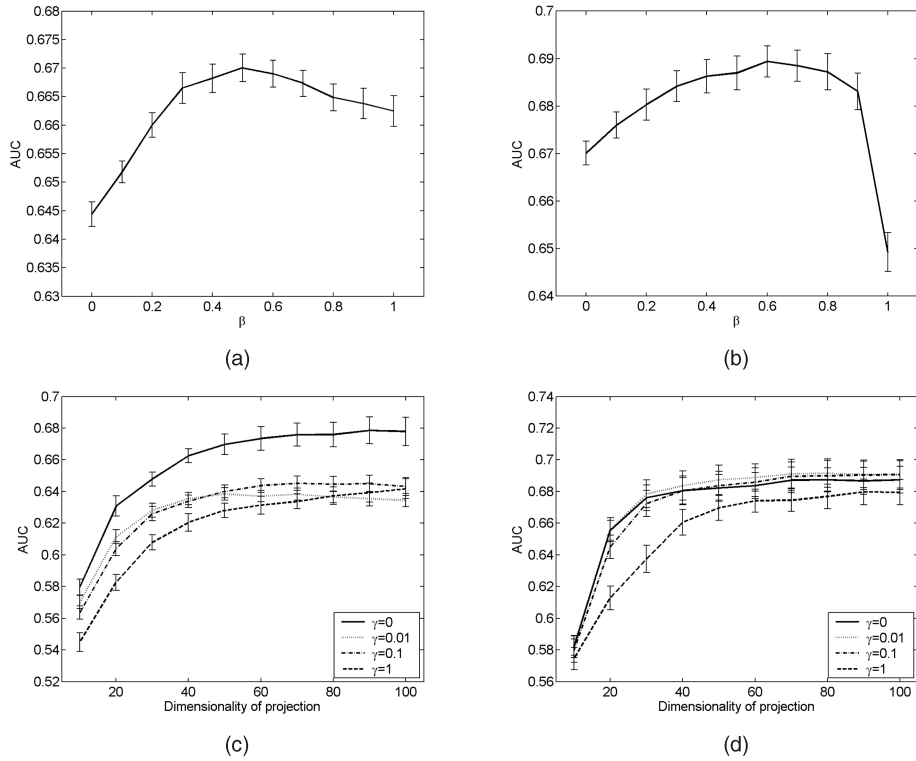 0.68
0.675
0.67
0.665
0.66
0.655
0.65
0.645
0.64
0.635
0.63
AUC
0 0.2 0.4 0.6 0.8 1
β
(a)
0.7
0.69
0.68
0.67
0.66
0.65
0.64
AUC
0 0.2 0.4 0.6 0.8 1
β
(b)
0.7
0.68
0.66
0.64
0.62
0.6
0.58
0.56
0.54
0.52
AUC
20 40 60 80 100
Dimensionality of projection
γ=0
γ=0.01
γ=0.1
γ=1
(c)
0.74
0.72
0.7
0.68
0.66
0.64
0.62
0.6
0.58
0.56
AUC
20 40 60 80 100
Dimensionality of projection
γ=0
γ=0.01
γ=0.1
γ=1
(d)